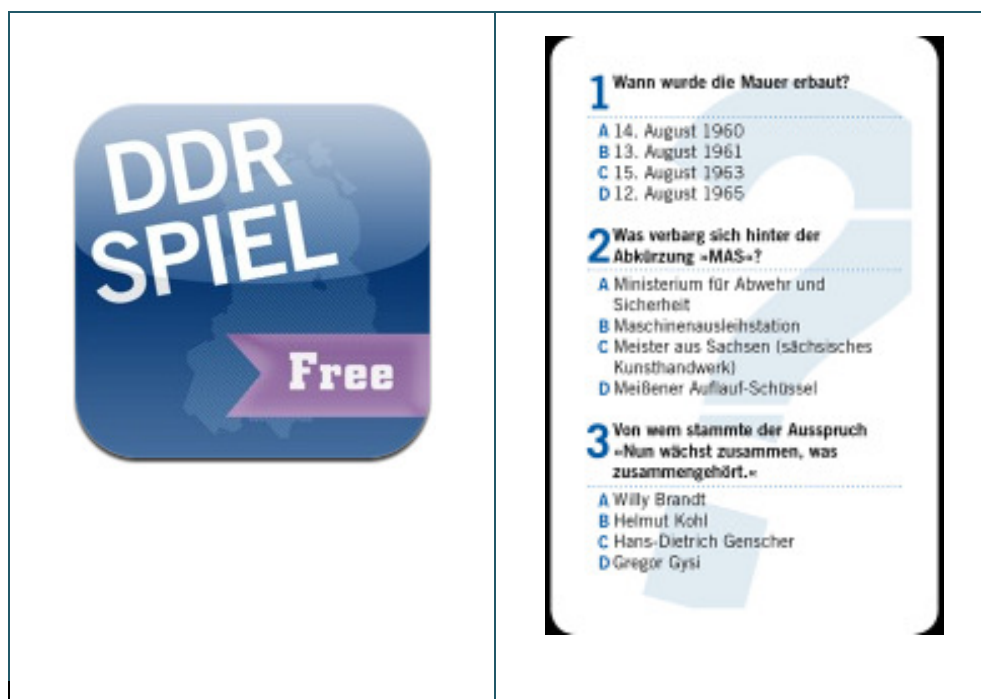 DDR
SPIEL
Free
1 Wann wurde die Mauer erbaut?
A 14. August 1960
B 13. August 1961
C 15. August 1963
D 12. August 1965
2 Was verbarg sich hinter der
Abkürzung »MAS«?
A Ministerium für Abwehr und
Sicherheit
B Maschinenausleihstation
C Meister aus Sachsen (sächsisches
Kunsthandwerk)
D Meißener Auflauf-Schüssel
3 Von wem stammte der Ausspruch
»Nun wächst zusammen, was
zusammengehört.«
A Willy Brandt
B Helmut Kohl
C Hans-Dietrich Genscher
D Gregor Gysi